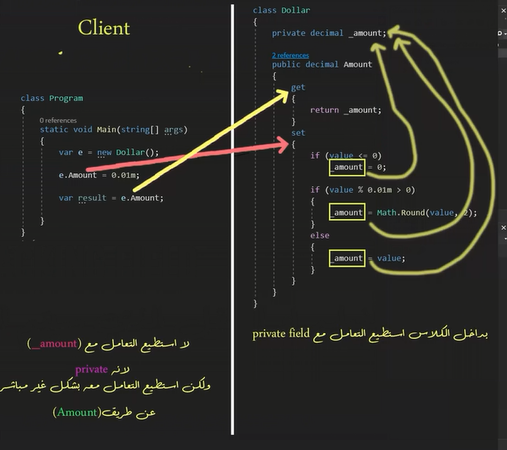 Client
class Program
{
0 references
static void Main(string[] args)
{
var e = new Dollar();
e.Amount = 0.01m;
var result = e.Amount;
}
}
لا استطيع التعامل مع (_amount)
لانه private
ولكن استطيع التعامل معه بشكل غير مباشر
عن طريق(Amount)
class Dollar
{
private decimal _amount;
2 references
public decimal Amount
{
get
{
return _amount;
}
set
{
if (value <= 0)
_amount = 0;
if (value % 0.01m > 0)
{
_amount = Math.Round(value, 2);
}
else
{
_amount = value;
}
}
}
}
بداخل الكلاس استطيع التعامل مع private field